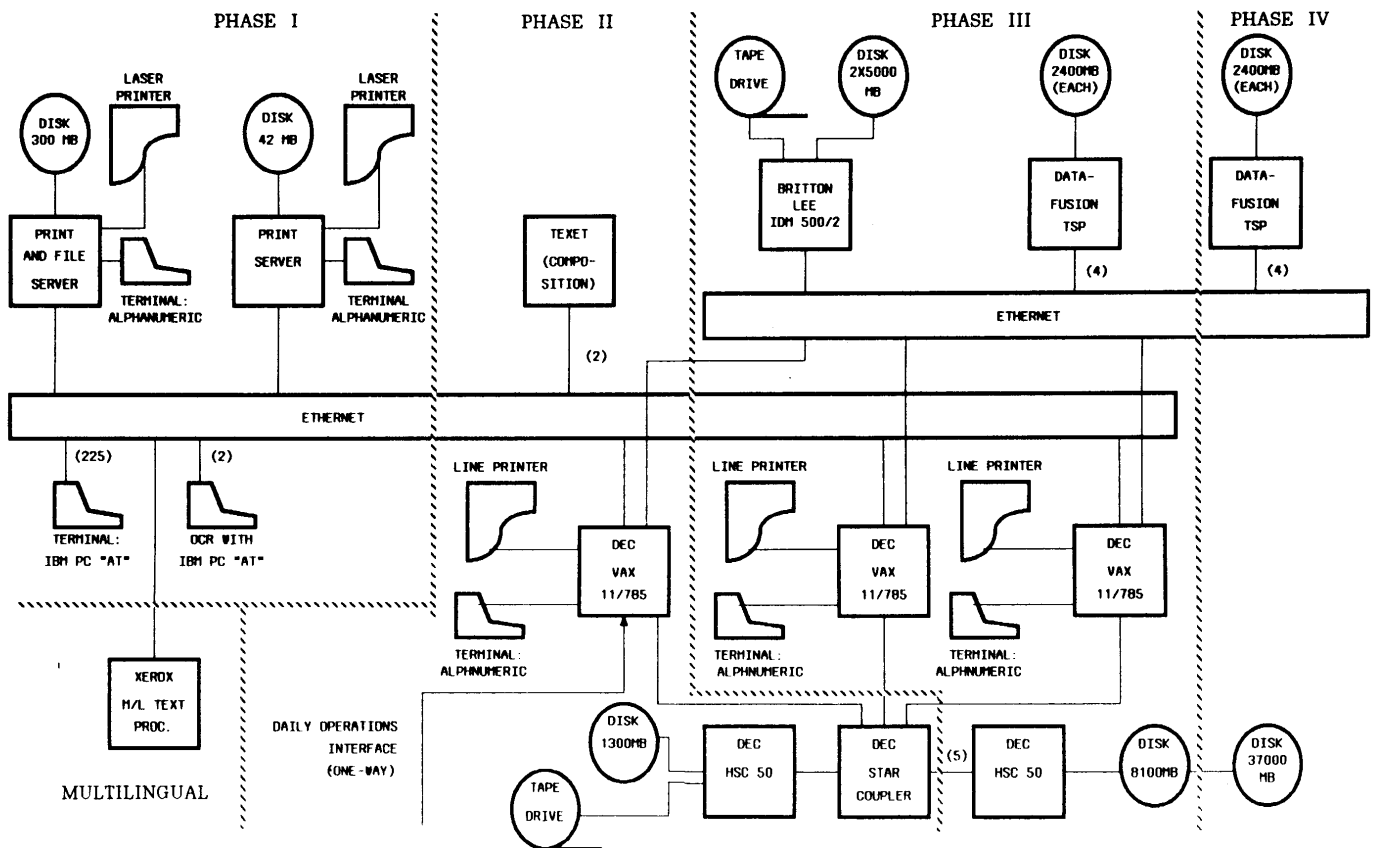 PHASE I
PHASE II
PHASE III
PHASE IV
LASER
PRINTER
DISK
300 MB
PRINT
AND FILE
SERVER
TERMINAL:
ALPHANUMERIC
LASER
PRINTER
DISK
42 MB
PRINT
SERVER
TERMINAL
ALPHANUMERIC
TEXET
(COMPO-
SITION)
(2)
TAPE
DRIVE
DISK
2X5000
MB
BRITTON
LEE
IDM 500/2
DISK
2400MB
(EACH)
DATA-
FUSION
TSP
(4)
DISK
2400MB
(EACH)
DATA-
FUSION
TSP
(4)
ETHERNET
ETHERNET
(225)
TERMINAL:
IBM PC "AT"
(2)
OCR WITH
IBM PC "AT"
LINE PRINTER
DEC
VAX
11/785
TERMINAL:
ALPHNUMERIC
LINE PRINTER
DEC
VAX
11/785
TERMINAL:
ALPHNUMERIC
LINE PRINTER
DEC
VAX
11/785
TERMINAL:
ALPHNUMERIC
XEROX
M/L TEXT
PROC.
MULTILINGUAL
DAILY OPERATIONS
INTERFACE
(ONE-WAY)
DISK
1300MB
TAPE
DRIVE
DEC
HSC 50
DEC
STAR
COUPLER
(5)
DEC
HSC 50
DISK
8100MB
DISK
37000
MB